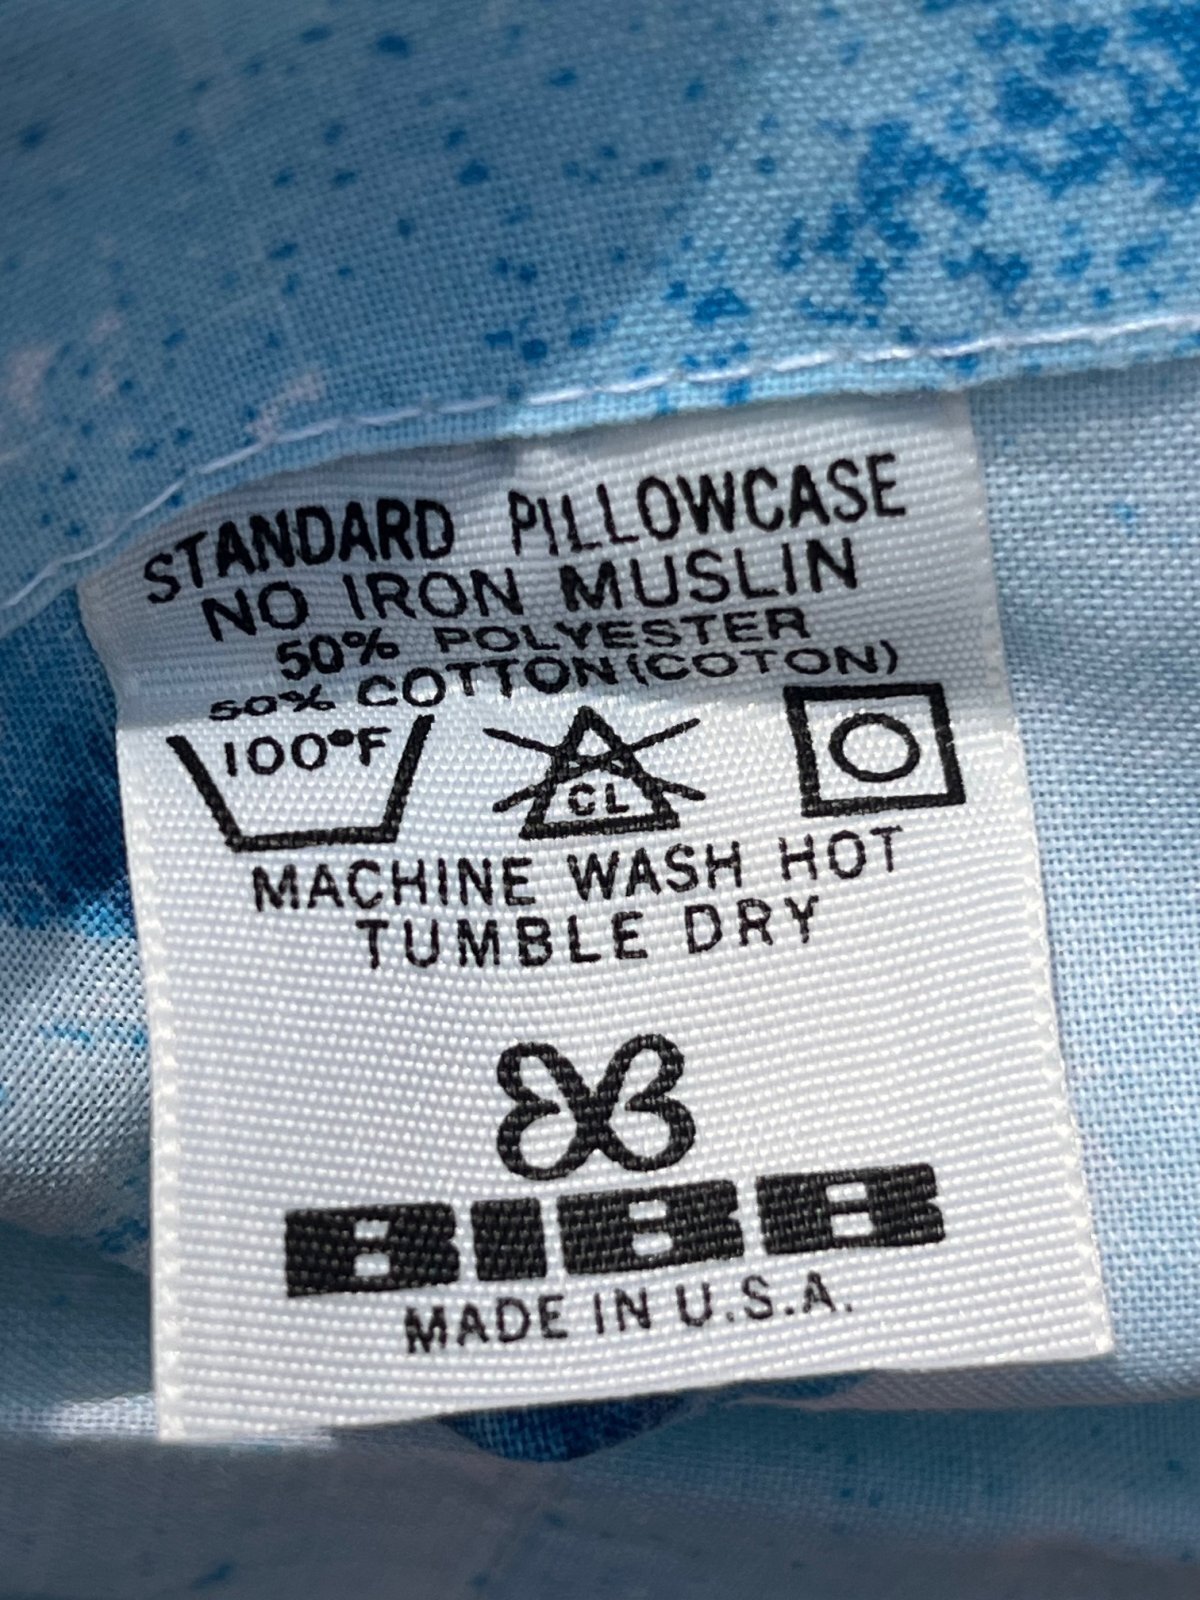 STANDARD PILLOWCASE
NO IRON MUSLIN
50% POLYESTER
50% COTTON (COTON)
100°F
CL
MACHINE WASH HOT
TUMBLE DRY
BIBB
MADE IN U.S.A.